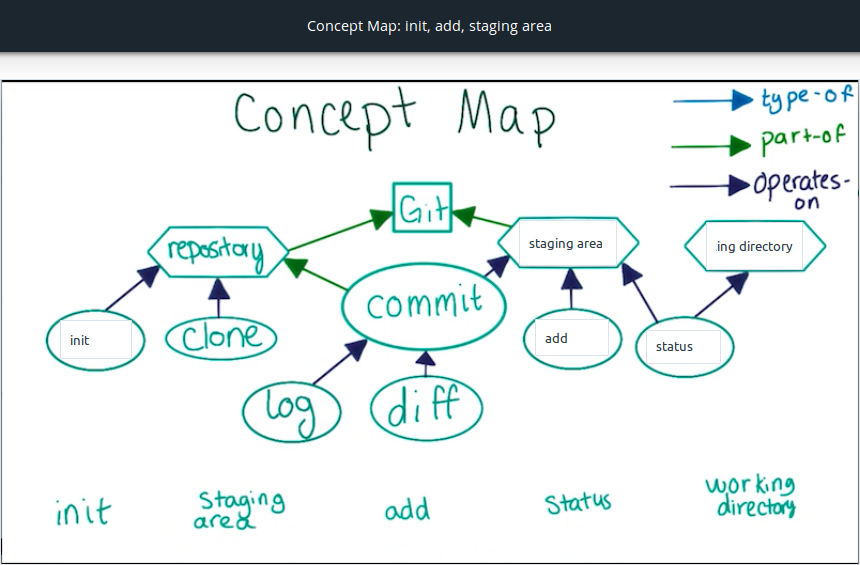 Concept Map: init, add, staging area
Concept Map
type-of
part-of
operates-
on
Git
repository
staging area
ing directory
commit
init
clone
add
status
log
diff
init
Staging
area
add
Status
working
directory